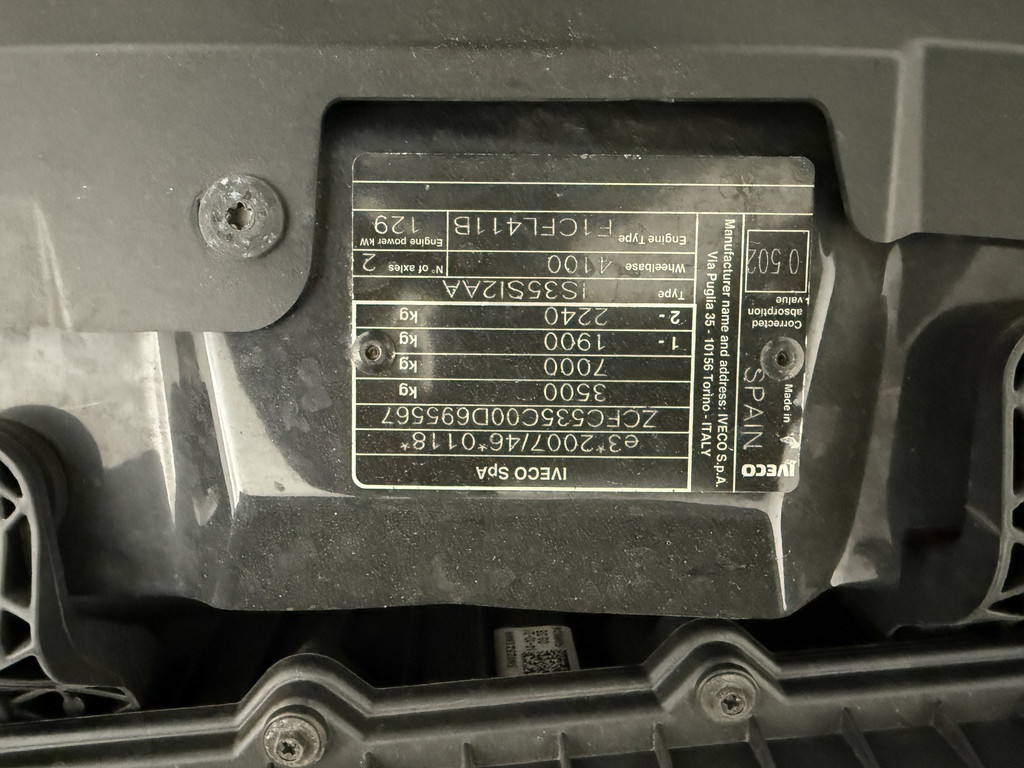 IVECO SpA
e3*2007/46*0118*
ZCFC535C00D695567
3500 kg
7000 kg
1- 1900 kg
2- 2240 kg
Type IS35SI2AA
Wheelbase 4100 N° of axles 2
Engine Type F1CFL411B Engine power kW 129
Manufacturer name and address: IVECO S.p.A.
Via Puglia 35 - 10156 Torino - ITALY
IVECO
Made in
SPAIN
Corrected
absorption
value
0.502